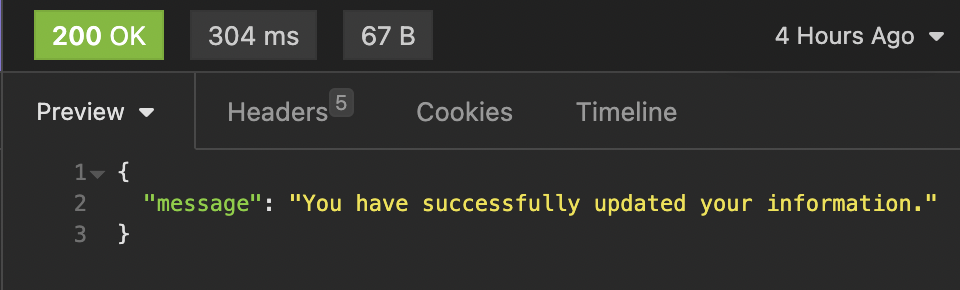 200 OK 304 ms 67 B 4 Hours Ago
Preview Headers 5 Cookies Timeline
1 {
2 "message": "You have successfully updated your information."
3 }